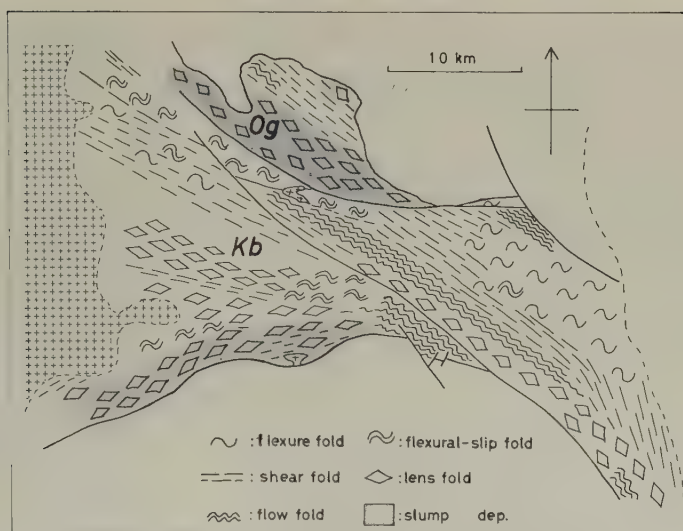 10 km
Og
Kb
: flexure fold
: flexural-slip fold
: shear fold
: lens fold
: flow fold
: slump dep.